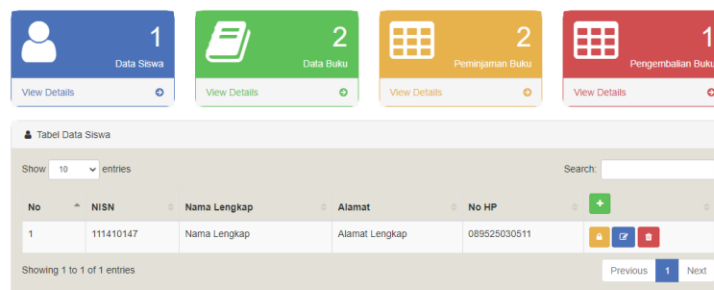 1
Data Siswa
View Details
2
Data Buku
View Details
2
Peminjaman Buku
View Details
1
Pengembalian Buku
View Details
Tabel Data Siswa
Show 10 entries
Search:
No NISN Nama Lengkap Alamat No HP
1 111410147 Nama Lengkap Alamat Lengkap 089525030511
Showing 1 to 1 of 1 entries
Previous 1 Next